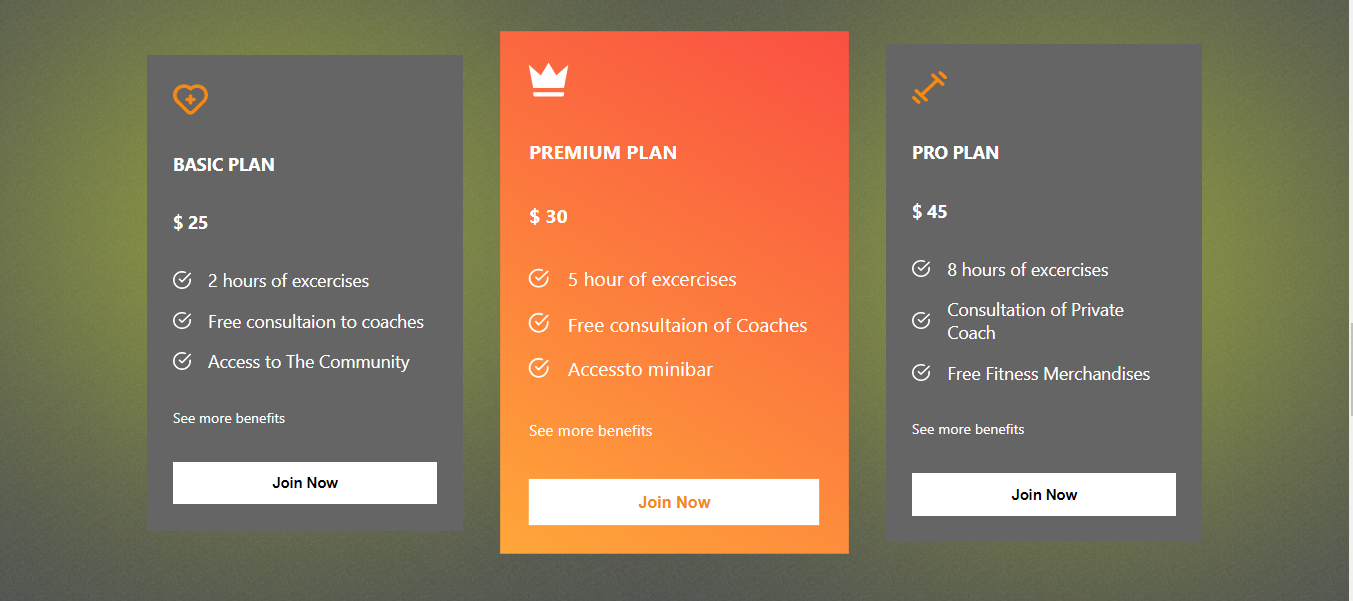 BASIC PLAN
$ 25
2 hours of excercises
Free consultaion to coaches
Access to The Community
See more benefits
Join Now
PREMIUM PLAN
$ 30
5 hour of excercises
Free consultaion of Coaches
Accessto minibar
See more benefits
Join Now
PRO PLAN
$ 45
8 hours of excercises
Consultation of Private
Coach
Free Fitness Merchandises
See more benefits
Join Now